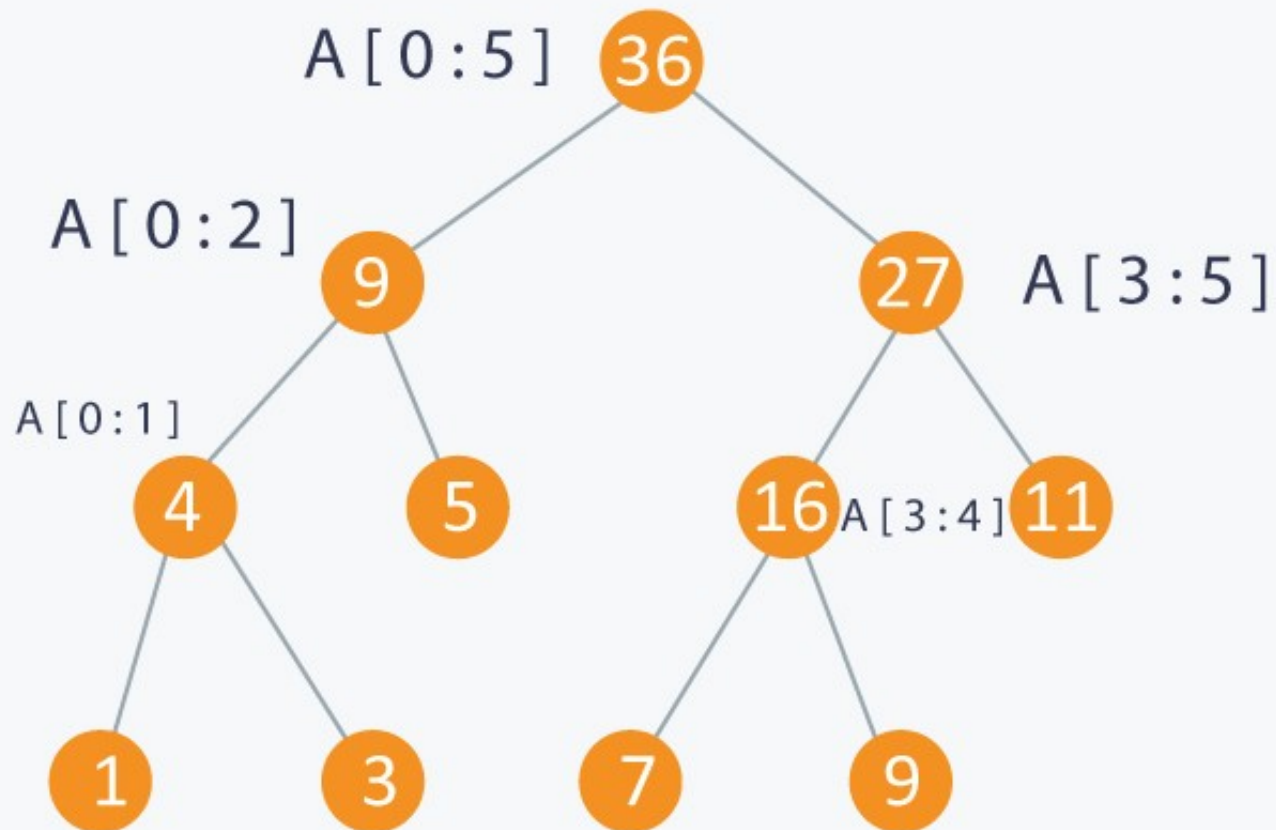 A [ 0 : 5 ] 36
A [ 0 : 2 ] 9 27 A [ 3 : 5 ]
A [ 0 : 1 ]
4 5 16 A [ 3 : 4 ] 11
1 3 7 9